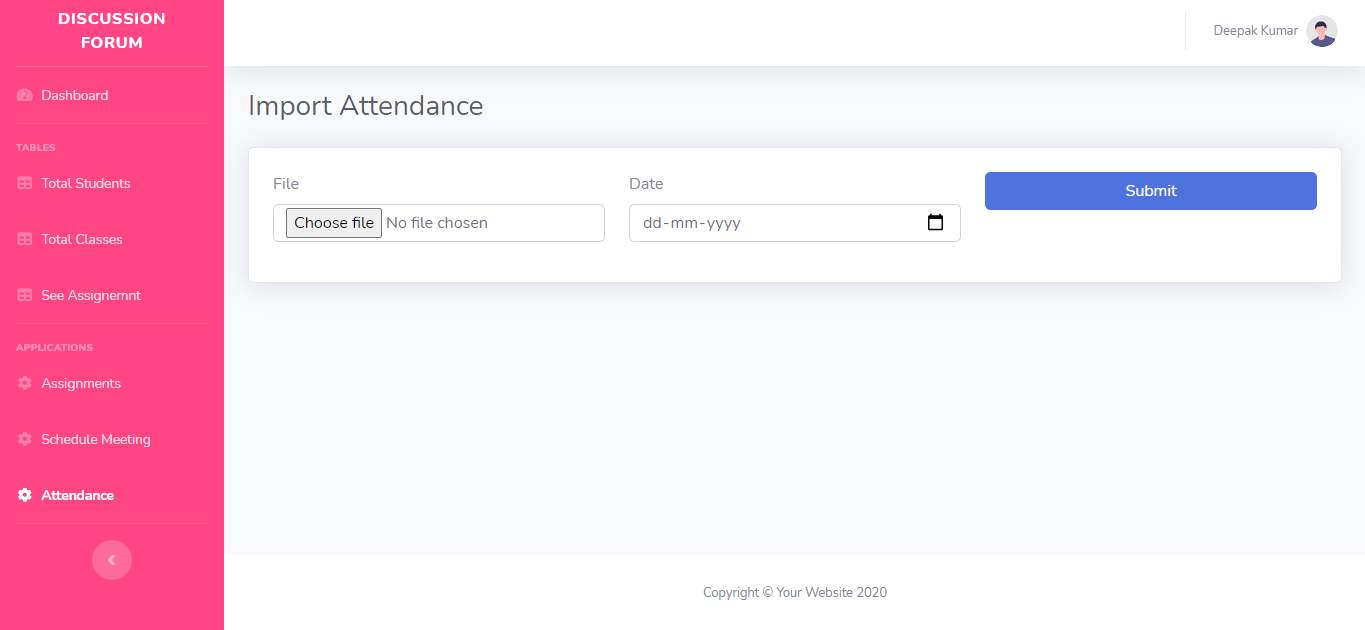 DISCUSSION
FORUM
Dashboard
TABLES
Total Students
Total Classes
See Assignemnt
APPLICATIONS
Assignments
Schedule Meeting
Attendance
Deepak Kumar
Import Attendance
File
Choose file No file chosen
Date
dd-mm-yyyy
Submit
Copyright © Your Website 2020